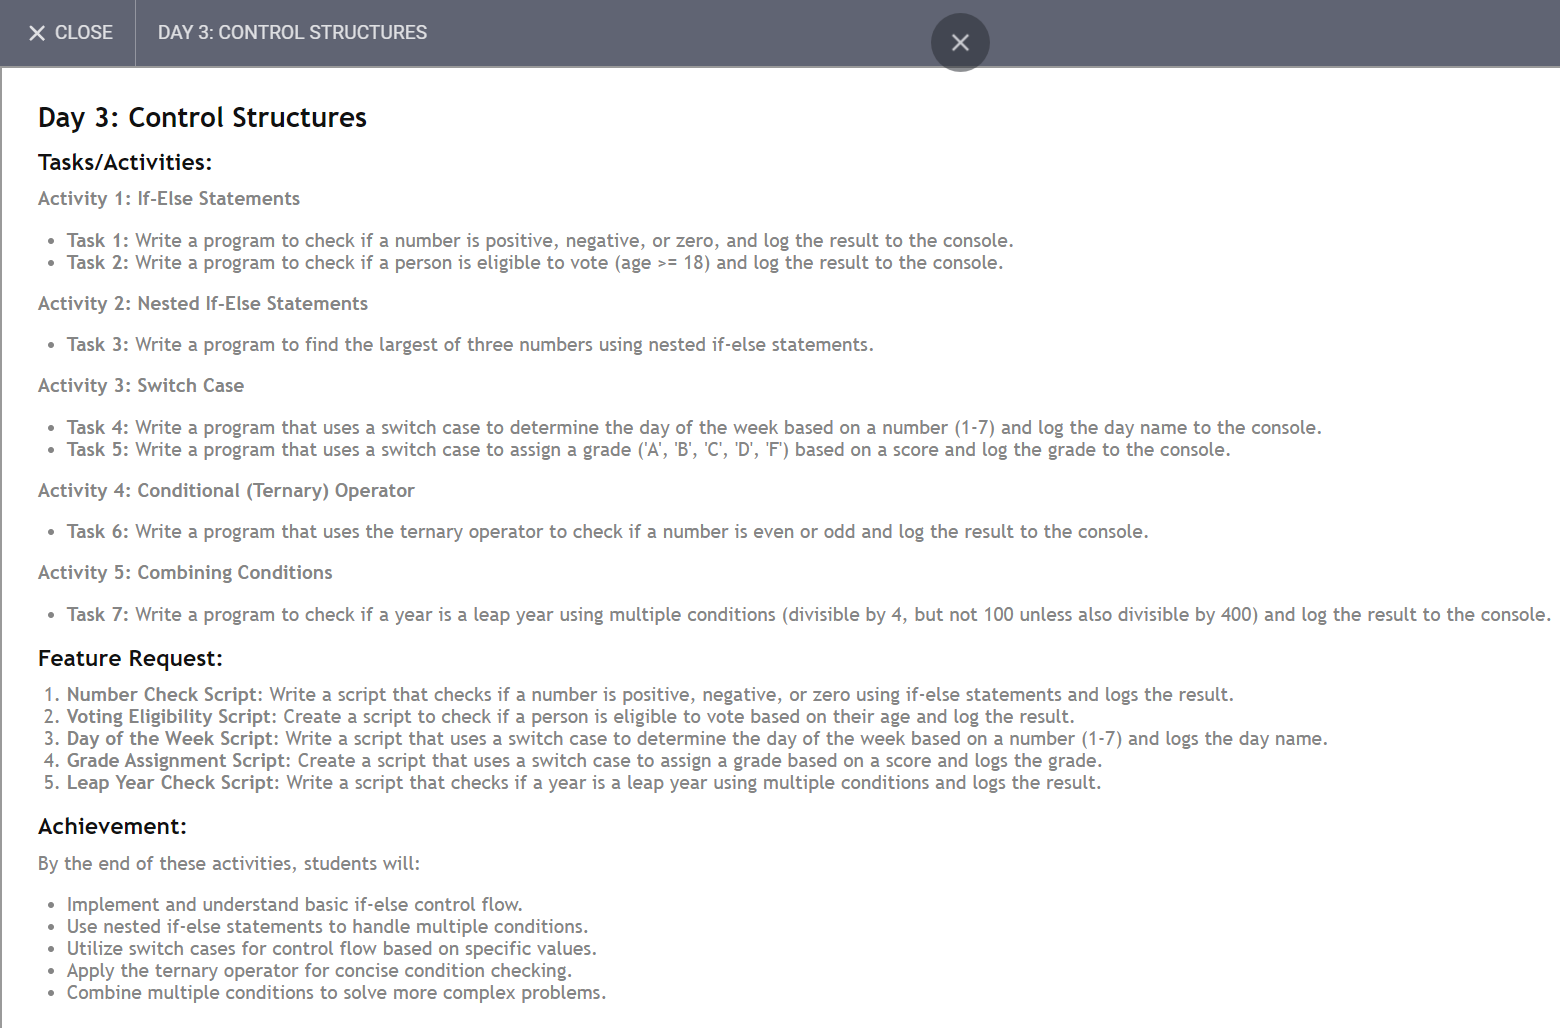 CLOSE
DAY 3: CONTROL STRUCTURES
Day 3: Control Structures
Tasks/Activities:
Activity 1: If-Else Statements
• Task 1: Write a program to check if a number is positive, negative, or zero, and log the result to the console.
• Task 2: Write a program to check if a person is eligible to vote (age >= 18) and log the result to the console.
Activity 2: Nested If-Else Statements
• Task 3: Write a program to find the largest of three numbers using nested if-else statements.
Activity 3: Switch Case
• Task 4: Write a program that uses a switch case to determine the day of the week based on a number (1-7) and log the day name to the console.
• Task 5: Write a program that uses a switch case to assign a grade ('A', 'B', 'C', 'D', 'F') based on a score and log the grade to the console.
Activity 4: Conditional (Ternary) Operator
• Task 6: Write a program that uses the ternary operator to check if a number is even or odd and log the result to the console.
Activity 5: Combining Conditions
• Task 7: Write a program to check if a year is a leap year using multiple conditions (divisible by 4, but not 100 unless also divisible by 400) and log the result to the console.
Feature Request:
1. Number Check Script: Write a script that checks if a number is positive, negative, or zero using if-else statements and logs the result.
2. Voting Eligibility Script: Create a script to check if a person is eligible to vote based on their age and log the result.
3. Day of the Week Script: Write a script that uses a switch case to determine the day of the week based on a number (1-7) and logs the day name.
4. Grade Assignment Script: Create a script that uses a switch case to assign a grade based on a score and logs the grade.
5. Leap Year Check Script: Write a script that checks if a year is a leap year using multiple conditions and logs the result.
Achievement:
By the end of these activities, students will:
• Implement and understand basic if-else control flow.
• Use nested if-else statements to handle multiple conditions.
• Utilize switch cases for control flow based on specific values.
• Apply the ternary operator for concise condition checking.
• Combine multiple conditions to solve more complex problems.